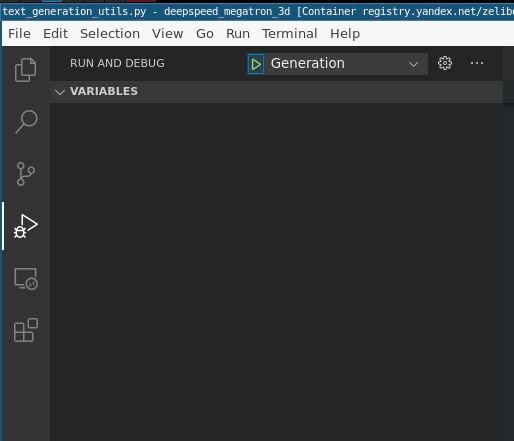 text_generation_utils.py - deepspeed_megatron_3d [Container registry.yandex.net/zelibo
File Edit Selection View Go Run Terminal Help
RUN AND DEBUG Generation
VARIABLES